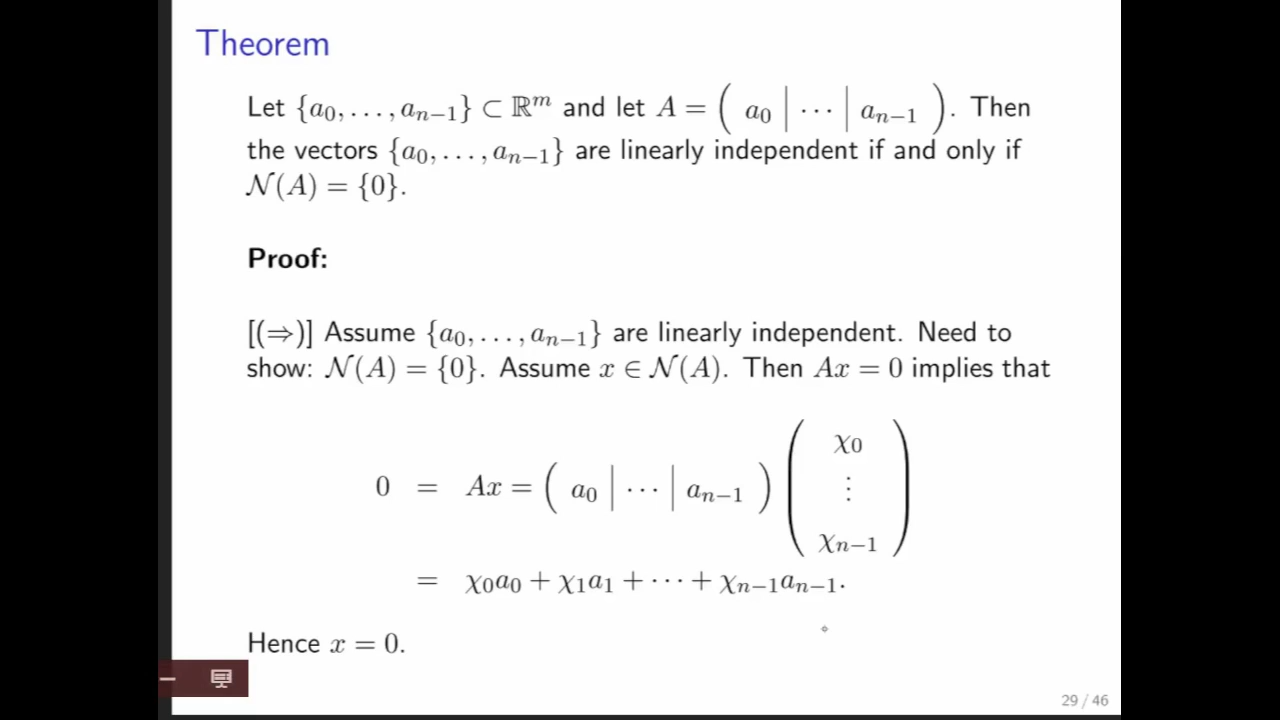 Theorem
Let {a₀, . . . , aₙ₋₁} ⊂ ℝᵐ and let A = ( a₀ | ⋯ | aₙ₋₁ ). Then
the vectors {a₀, . . . , aₙ₋₁} are linearly independent if and only if
𝒩(A) = {0}.
Proof:
[(⇒)] Assume {a₀, . . . , aₙ₋₁} are linearly independent. Need to
show: 𝒩(A) = {0}. Assume x ∈ 𝒩(A). Then Ax = 0 implies that
0 = Ax = ( a₀ | ⋯ | aₙ₋₁ ) ( χ₀ ⋮ χₙ₋₁ )
= χ₀a₀ + χ₁a₁ + ⋯ + χₙ₋₁aₙ₋₁.
Hence x = 0.
29 / 46